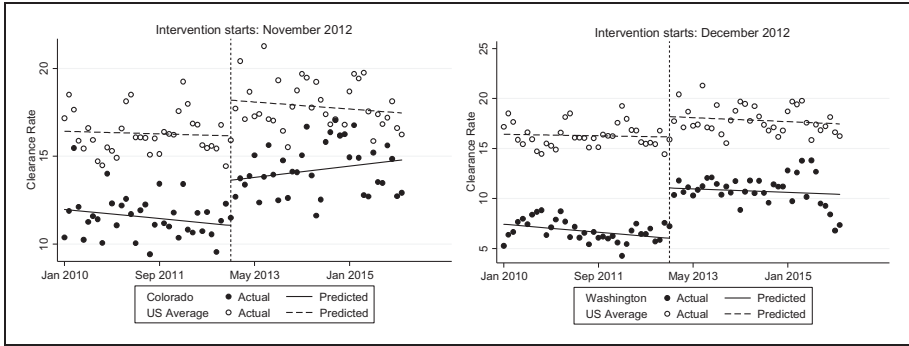 Intervention starts: November 2012
Clearance Rate
20
15
10
Jan 2010 Sep 2011 May 2013 Jan 2015
Colorado Actual Predicted
US Average Actual Predicted
Intervention starts: December 2012
Clearance Rate
25
20
15
10
5
Jan 2010 Sep 2011 May 2013 Jan 2015
Washington Actual Predicted
US Average Actual Predicted